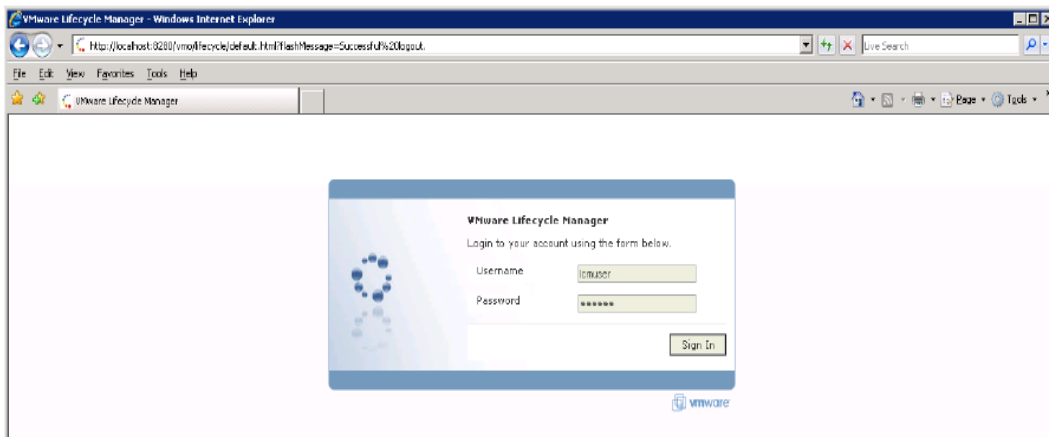 VMware Lifecycle Manager - Windows Internet Explorer
http://localhost:8280/vmo/lifecycle/default.html?flashMessage=Successful%20logout.
Live Search
File Edit View Favorites Tools Help
VMware Lifecycle Manager
Page Tools
VMware Lifecycle Manager
Login to your account using the form below.
Username lcmuser
Password ●●●●●●
Sign In
vmware